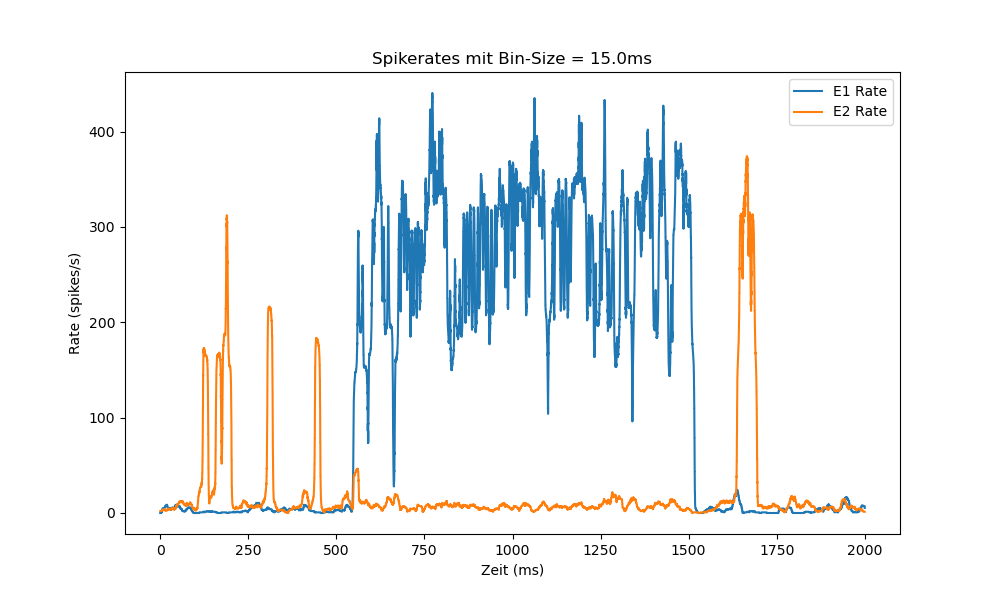 Spikerates mit Bin-Size = 15.0ms
E1 Rate
E2 Rate
Rate (spikes/s)
400
300
200
100
0
0 250 500 750 1000 1250 1500 1750 2000
Zeit (ms)